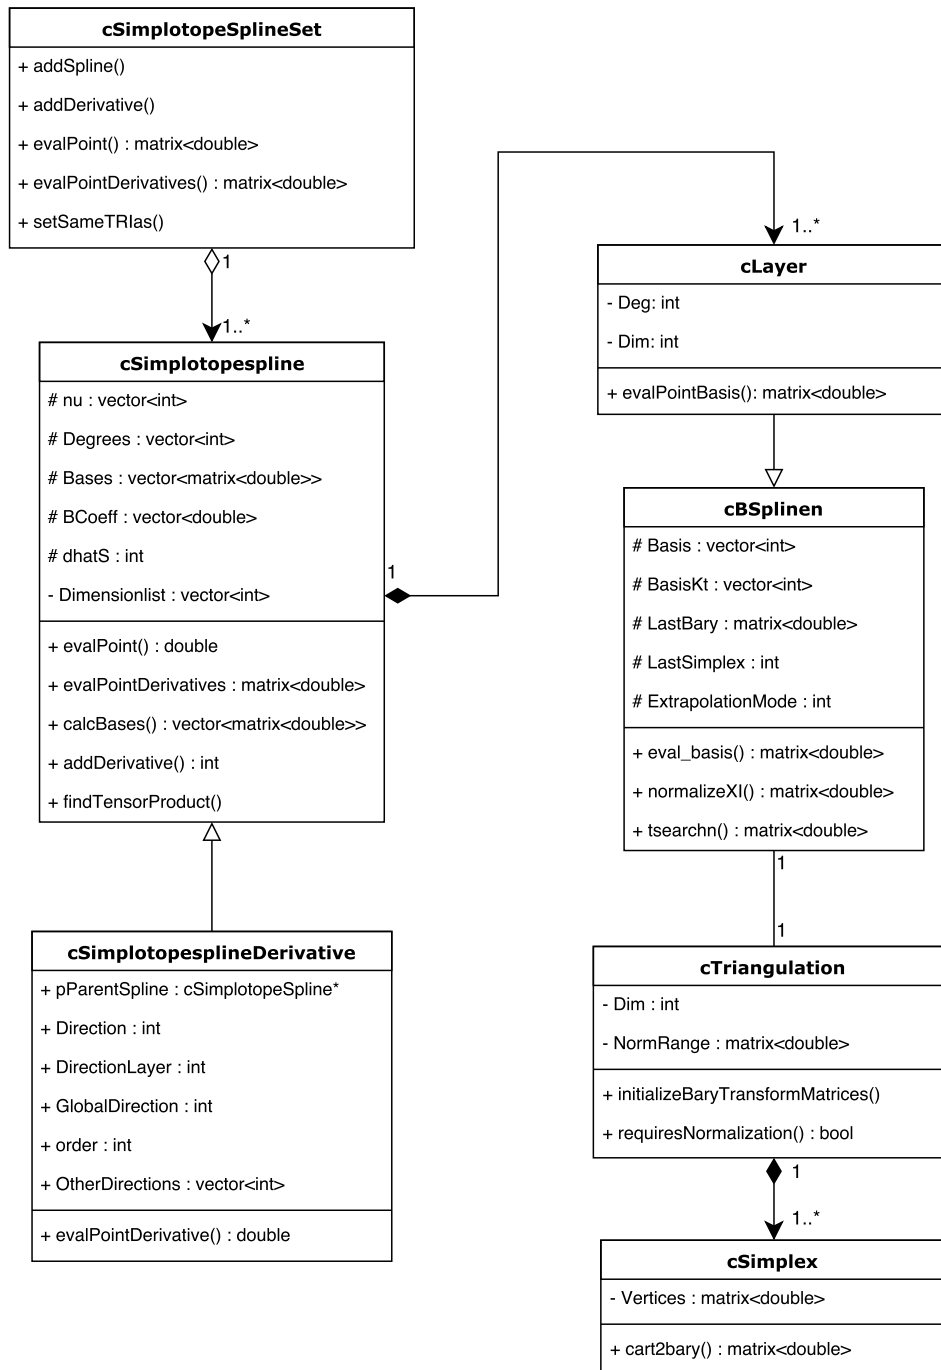 cSimplotopeSplineSet
+ addSpline()
+ addDerivative()
+ evalPoint() : matrix<double>
+ evalPointDerivatives() : matrix<double>
+ setSameTRIas()
1
1..*
cSimplotopespline
# nu : vector<int>
# Degrees : vector<int>
# Bases : vector<matrix<double>>
# BCoeff : vector<double>
# dhatS : int
- Dimensionlist : vector<int>
+ evalPoint() : double
+ evalPointDerivatives : matrix<double>
+ calcBases() : vector<matrix<double>>
+ addDerivative() : int
+ findTensorProduct()
1
cSimplotopesplineDerivative
+ pParentSpline : cSimplotopeSpline*
+ Direction : int
+ DirectionLayer : int
+ GlobalDirection : int
+ order : int
+ OtherDirections : vector<int>
+ evalPointDerivative() : double
1..*
cLayer
- Deg: int
- Dim: int
+ evalPointBasis(): matrix<double>
cBSplinen
# Basis : vector<int>
# BasisKt : vector<int>
# LastBary : matrix<double>
# LastSimplex : int
# ExtrapolationMode : int
+ eval_basis() : matrix<double>
+ normalizeXI() : matrix<double>
+ tsearchn() : matrix<double>
1
1
cTriangulation
- Dim : int
- NormRange : matrix<double>
+ initializeBaryTransformMatrices()
+ requiresNormalization() : bool
1
1..*
cSimplex
- Vertices : matrix<double>
+ cart2bary() : matrix<double>